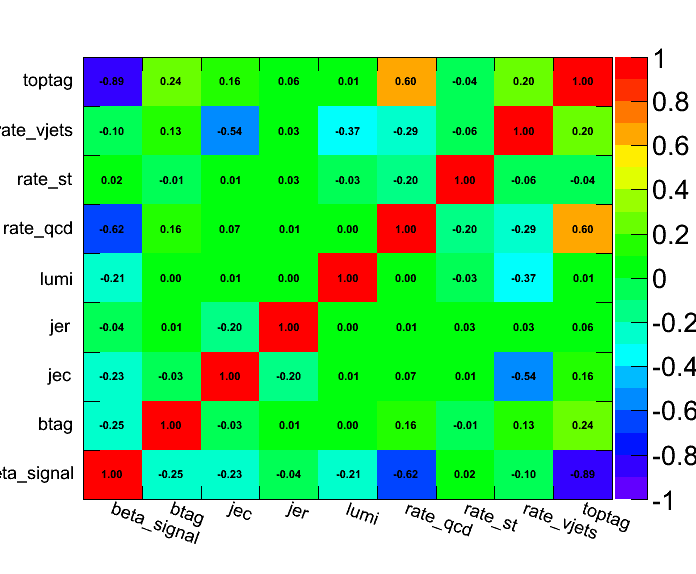 toptag -0.89 0.24 0.16 0.06 0.01 0.60 -0.04 0.20 1.00
rate_vjets -0.10 0.13 -0.54 0.03 -0.37 -0.29 -0.06 1.00 0.20
rate_st 0.02 -0.01 0.01 0.03 -0.03 -0.20 1.00 -0.06 -0.04
rate_qcd -0.62 0.16 0.07 0.01 0.00 1.00 -0.20 -0.29 0.60
lumi -0.21 0.00 0.01 0.00 1.00 0.00 -0.03 -0.37 0.01
jer -0.04 0.01 -0.20 1.00 0.00 0.01 0.03 0.03 0.06
jec -0.23 -0.03 1.00 -0.20 0.01 0.07 0.01 -0.54 0.16
btag -0.25 1.00 -0.03 0.01 0.00 0.16 -0.01 0.13 0.24
eta_signal 1.00 -0.25 -0.23 -0.04 -0.21 -0.62 0.02 -0.10 -0.89
beta_signal btag jec jer lumi rate_qcd rate_st rate_vjets toptag
1
0.8
0.6
0.4
0.2
0
-0.2
-0.4
-0.6
-0.8
-1